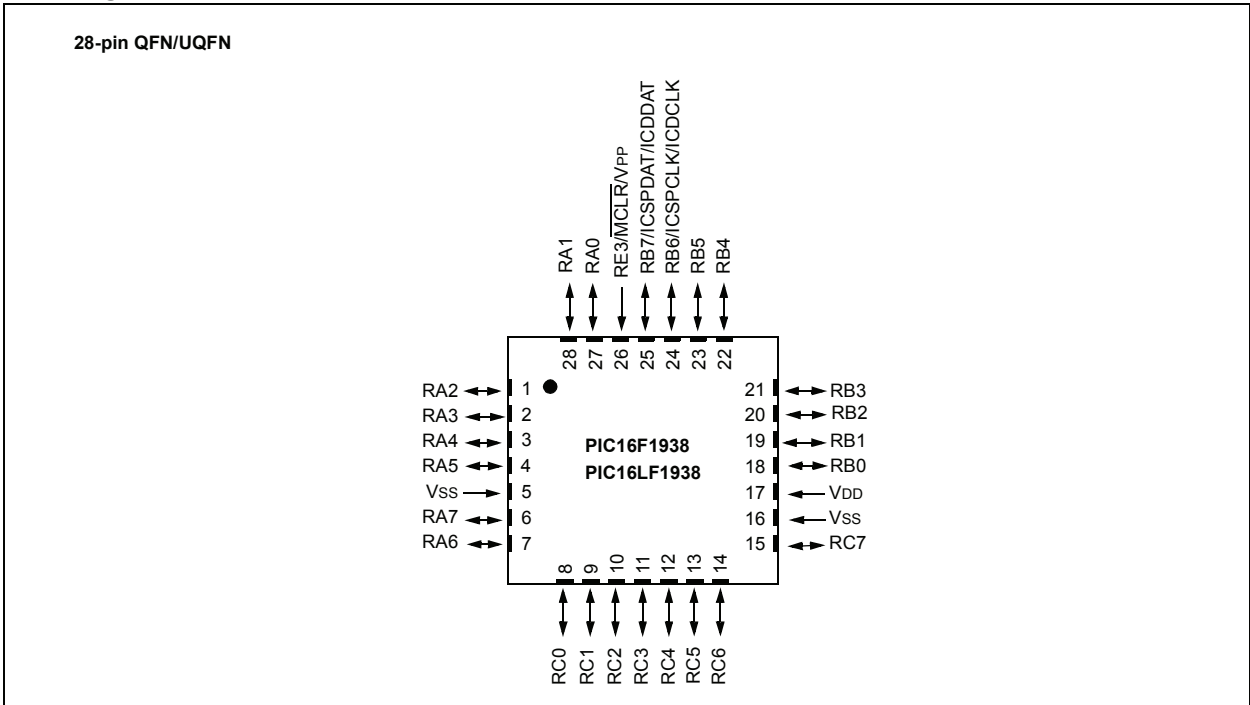 28-pin QFN/UQFN
RA1
RA0
RE3/MCLR/VPP
RB7/ICSPDAT/ICDDAT
RB6/ICSPCLK/ICDCLK
RB5
RB4
28
27
26
25
24
23
22
RA2 1
RA3 2
RA4 3
RA5 4
VSS 5
RA7 6
RA6 7
PIC16F1938
PIC16LF1938
21 RB3
20 RB2
19 RB1
18 RB0
17 VDD
16 VSS
15 RC7
8
9
10
11
12
13
14
RC0
RC1
RC2
RC3
RC4
RC5
RC6